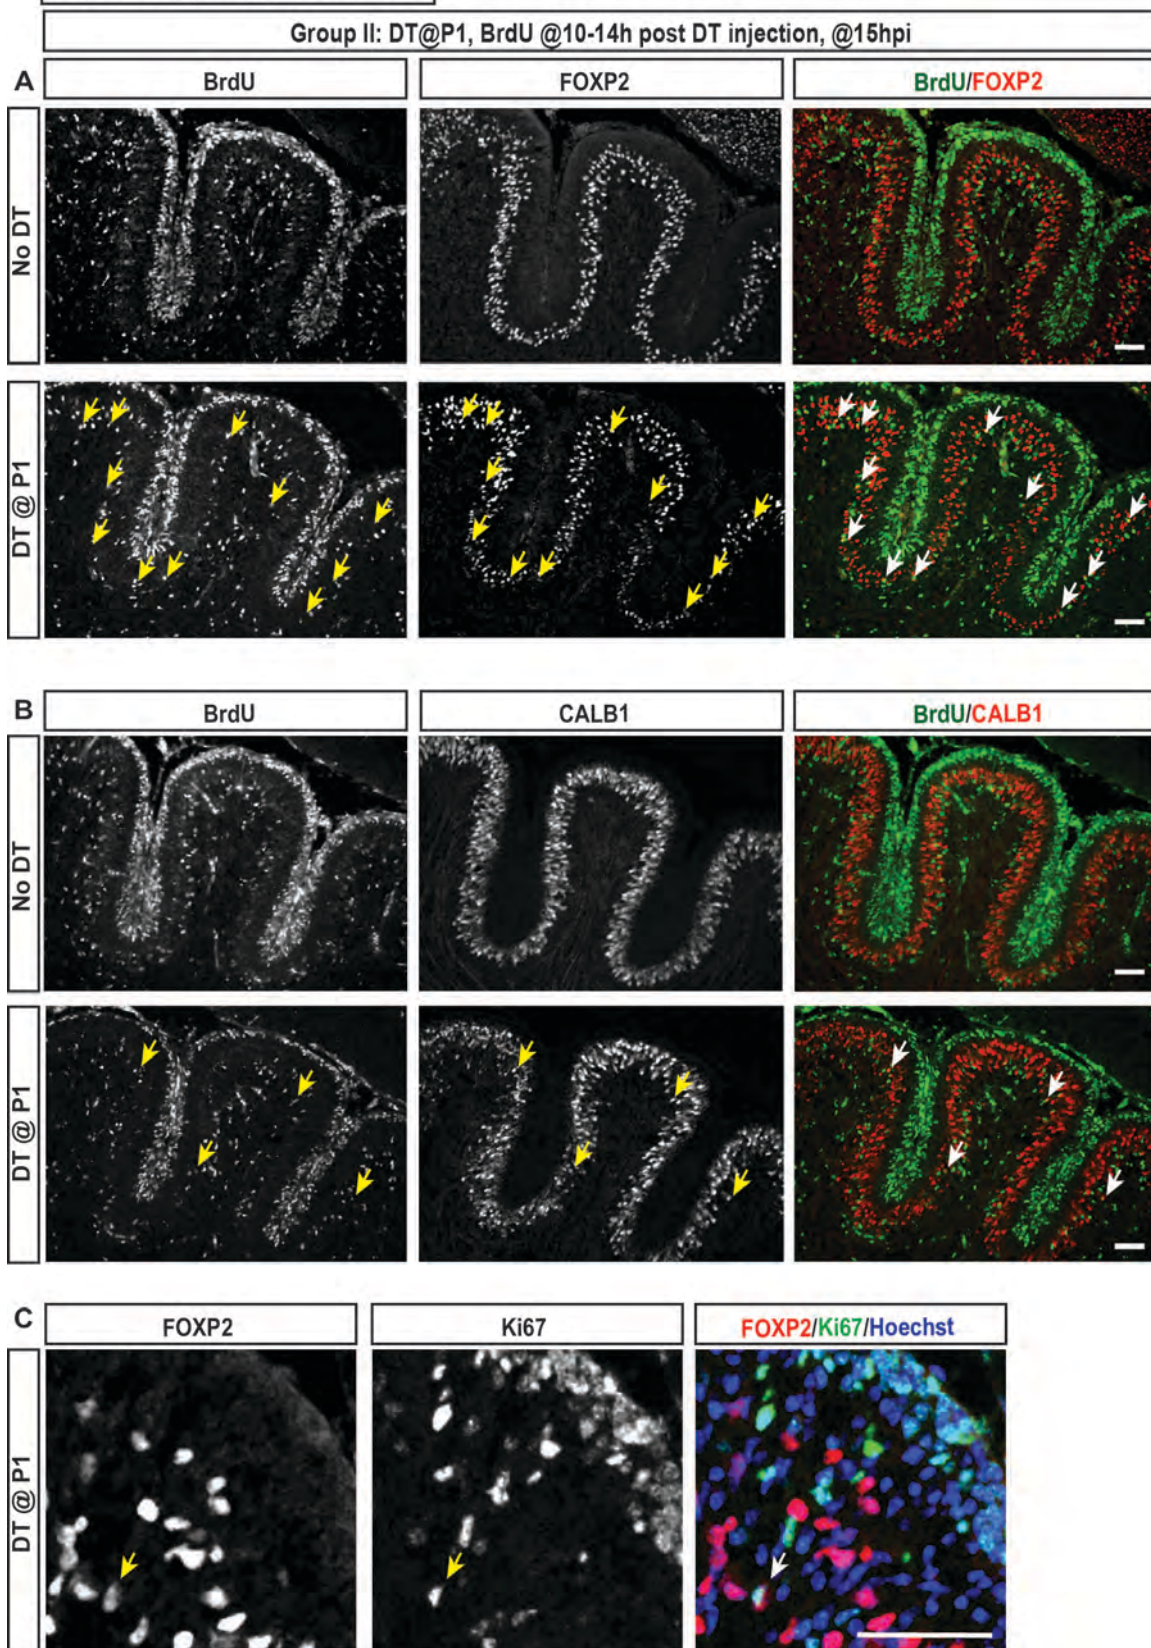 Group II: DT@P1, BrdU @10-14h post DT injection, @15hpi
A
BrdU
FOXP2
BrdU/FOXP2
No DT
DT @ P1
B
BrdU
CALB1
BrdU/CALB1
No DT
DT @ P1
C
FOXP2
Ki67
FOXP2/Ki67/Hoechst
DT @ P1